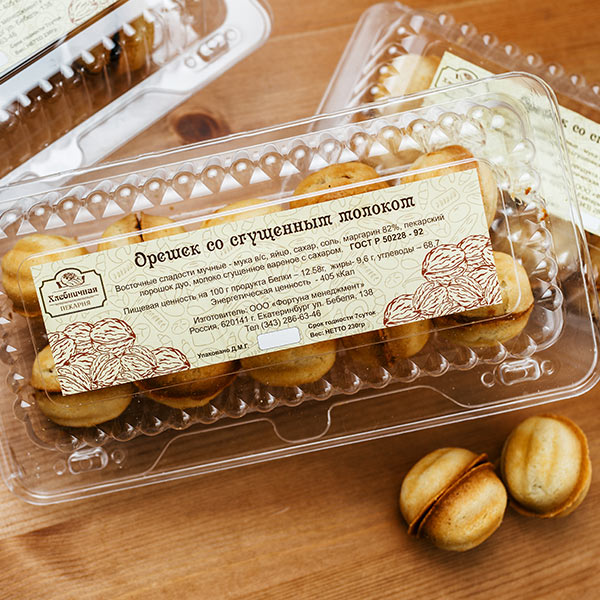 Хлебничная
ПЕКАРНЯ
Орешек со сгущенным молоком
Восточные сладости мучные - мука в/с, яйцо, сахар, соль, маргарин 82%, пекарский
порошок дуо, молоко сгущенное вареное с сахаром. ГОСТ Р 50228 - 92
Пищевая ценность на 100 г продукта Белки – 12.58г, жиры- 9,6 г, углеводы – 68,7
Энергетическая ценность - 405 кКал
Изготовитель: ООО «Фортуна менеджмент»
Россия, 620141 г. Екатеринбург ул. Бебеля, 138
Тел (343) 286-63-46
Срок годности 7суток
Упаковано Д.М.Г.
Вес: НЕТТО 230гр